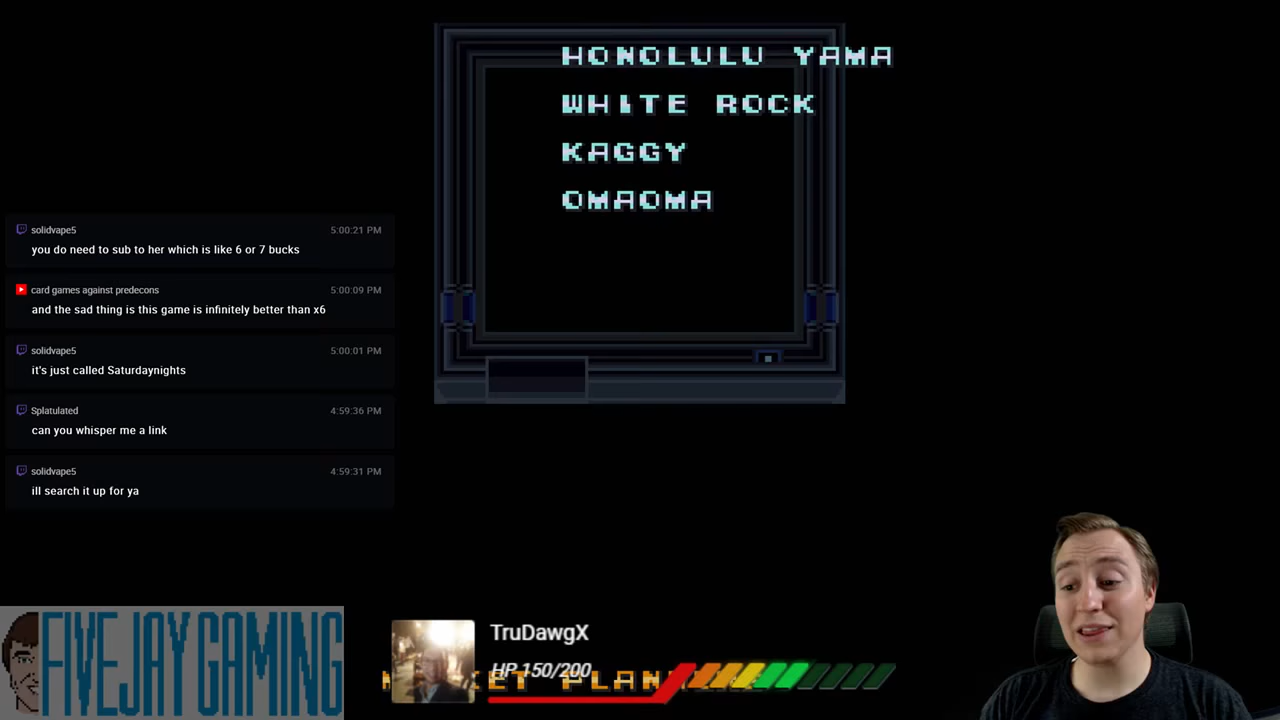 HONOLULU YAMA
WHITE ROCK
KAGGY
OMAOMA
solidvape5 5:00:21 PM
you do need to sub to her which is like 6 or 7 bucks
card games against predecons 5:00:09 PM
and the sad thing is this game is infinitely better than x6
solidvape5 5:00:01 PM
it's just called Saturdaynights
Splatulated 4:59:36 PM
can you whisper me a link
solidvape5 4:59:31 PM
ill search it up for ya
FIVEJAYGAMING
TruDawgX
HP 150/200